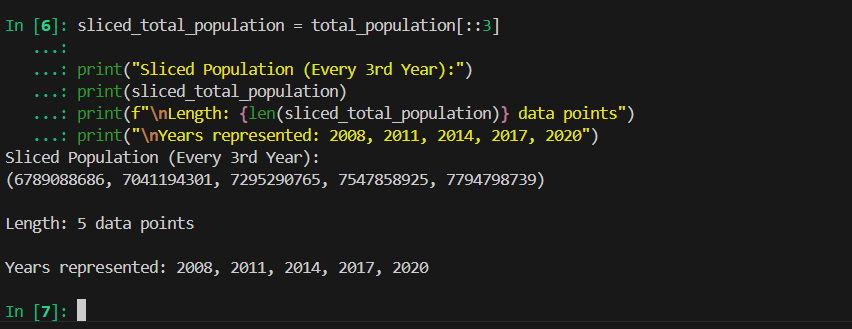 In [6]: sliced_total_population = total_population[::3]
   ...:
   ...: print("Sliced Population (Every 3rd Year):")
   ...: print(sliced_total_population)
   ...: print(f"\nLength: {len(sliced_total_population)} data points")
   ...: print("\nYears represented: 2008, 2011, 2014, 2017, 2020")
Sliced Population (Every 3rd Year):
(6789088686, 7041194301, 7295290765, 7547858925, 7794798739)

Length: 5 data points

Years represented: 2008, 2011, 2014, 2017, 2020

In [7]: